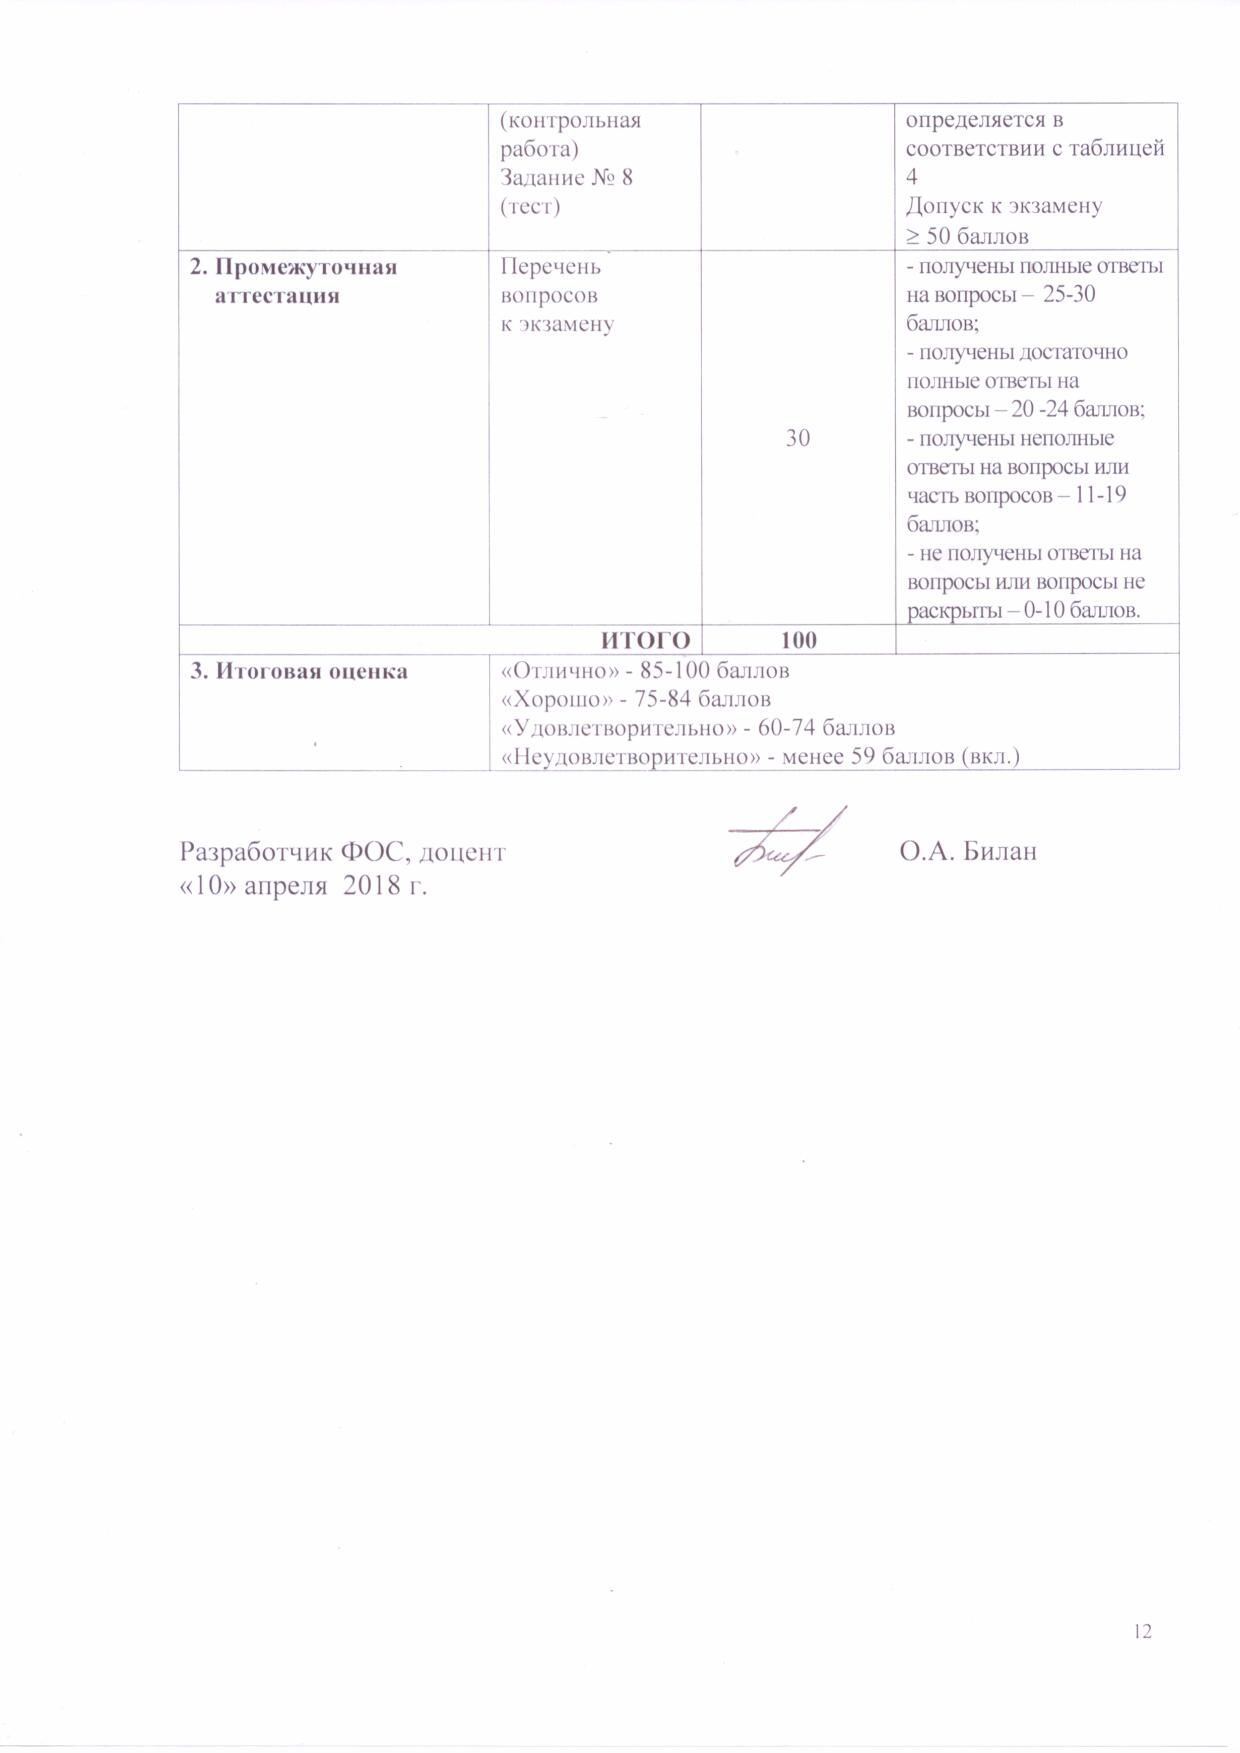 (контрольная
работа)
Задание № 8
(тест)
определяется в
соответствии с таблицей
4
Допуск к экзамену
≥ 50 баллов
2. Промежуточная
аттестация
Перечень
вопросов
к экзамену
30
- получены полные ответы
на вопросы – 25-30
баллов;
- получены достаточно
полные ответы на
вопросы – 20 -24 баллов;
- получены неполные
ответы на вопросы или
часть вопросов – 11-19
баллов;
- не получены ответы на
вопросы или вопросы не
раскрыты – 0-10 баллов.
ИТОГО 100
3. Итоговая оценка
«Отлично» - 85-100 баллов
«Хорошо» - 75-84 баллов
«Удовлетворительно» - 60-74 баллов
«Неудовлетворительно» - менее 59 баллов (вкл.)
Разработчик ФОС, доцент О.А. Билан
«10» апреля 2018 г.
12